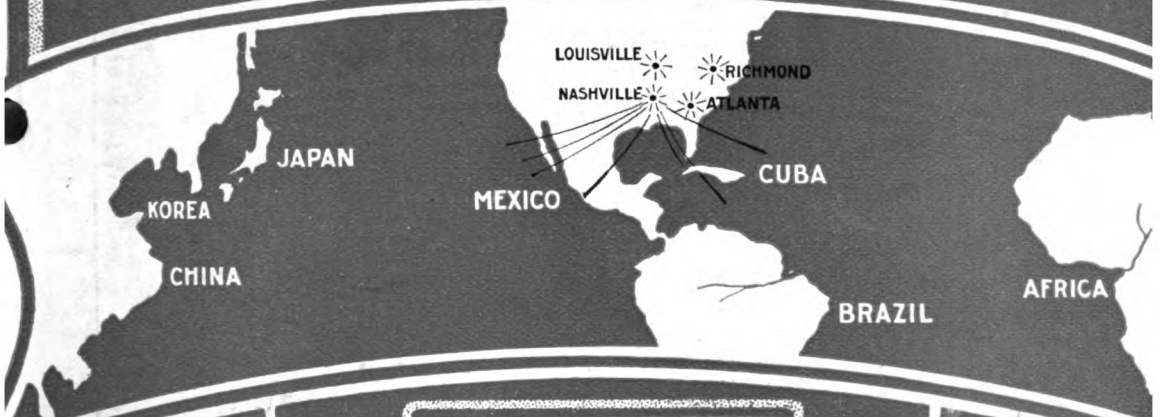 LOUISVILLE
RICHMOND
NASHVILLE
ATLANTA
JAPAN
CUBA
MEXICO
KOREA
CHINA
AFRICA
BRAZIL